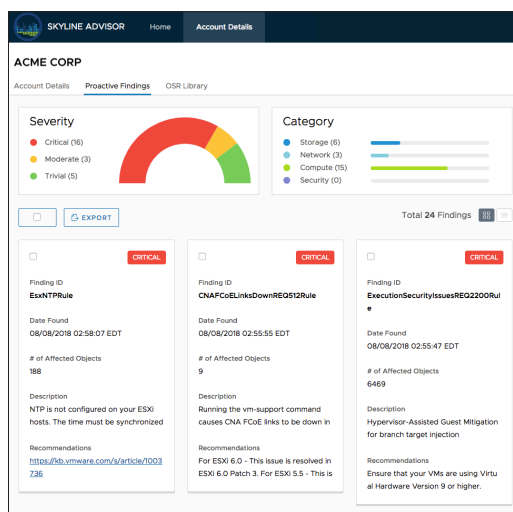 SKYLINE ADVISOR Home Account Details
ACME CORP
Account Details Proactive Findings OSR Library
Severity
Critical (16)
Moderate (3)
Trivial (5)
Category
Storage (6)
Network (3)
Compute (15)
Security (0)
EXPORT
Total 24 Findings
CRITICAL
Finding ID
EsxNTPRule
Date Found
08/08/2018 02:58:07 EDT
# of Affected Objects
188
Description
NTP is not configured on your ESXi
hosts. The time must be synchronized
Recommendations
https://kb.vmware.com/s/article/1003
736
CRITICAL
Finding ID
CNAFCoELinksDownREQ512Rule
Date Found
08/08/2018 02:55:55 EDT
# of Affected Objects
9
Description
Running the vm-support command
causes CNA FCoE links to be down in
Recommendations
For ESXi 6.0 - This issue is resolved in
ESXi 6.0 Patch 3. For ESXi 5.5 - This is
CRITICAL
Finding ID
ExecutionSecurityIssuesREQ2200Rul
e
Date Found
08/08/2018 02:55:47 EDT
# of Affected Objects
6469
Description
Hypervisor-Assisted Guest Mitigation
for branch target injection
Recommendations
Ensure that your VMs are using Virtu
al Hardware Version 9 or higher.